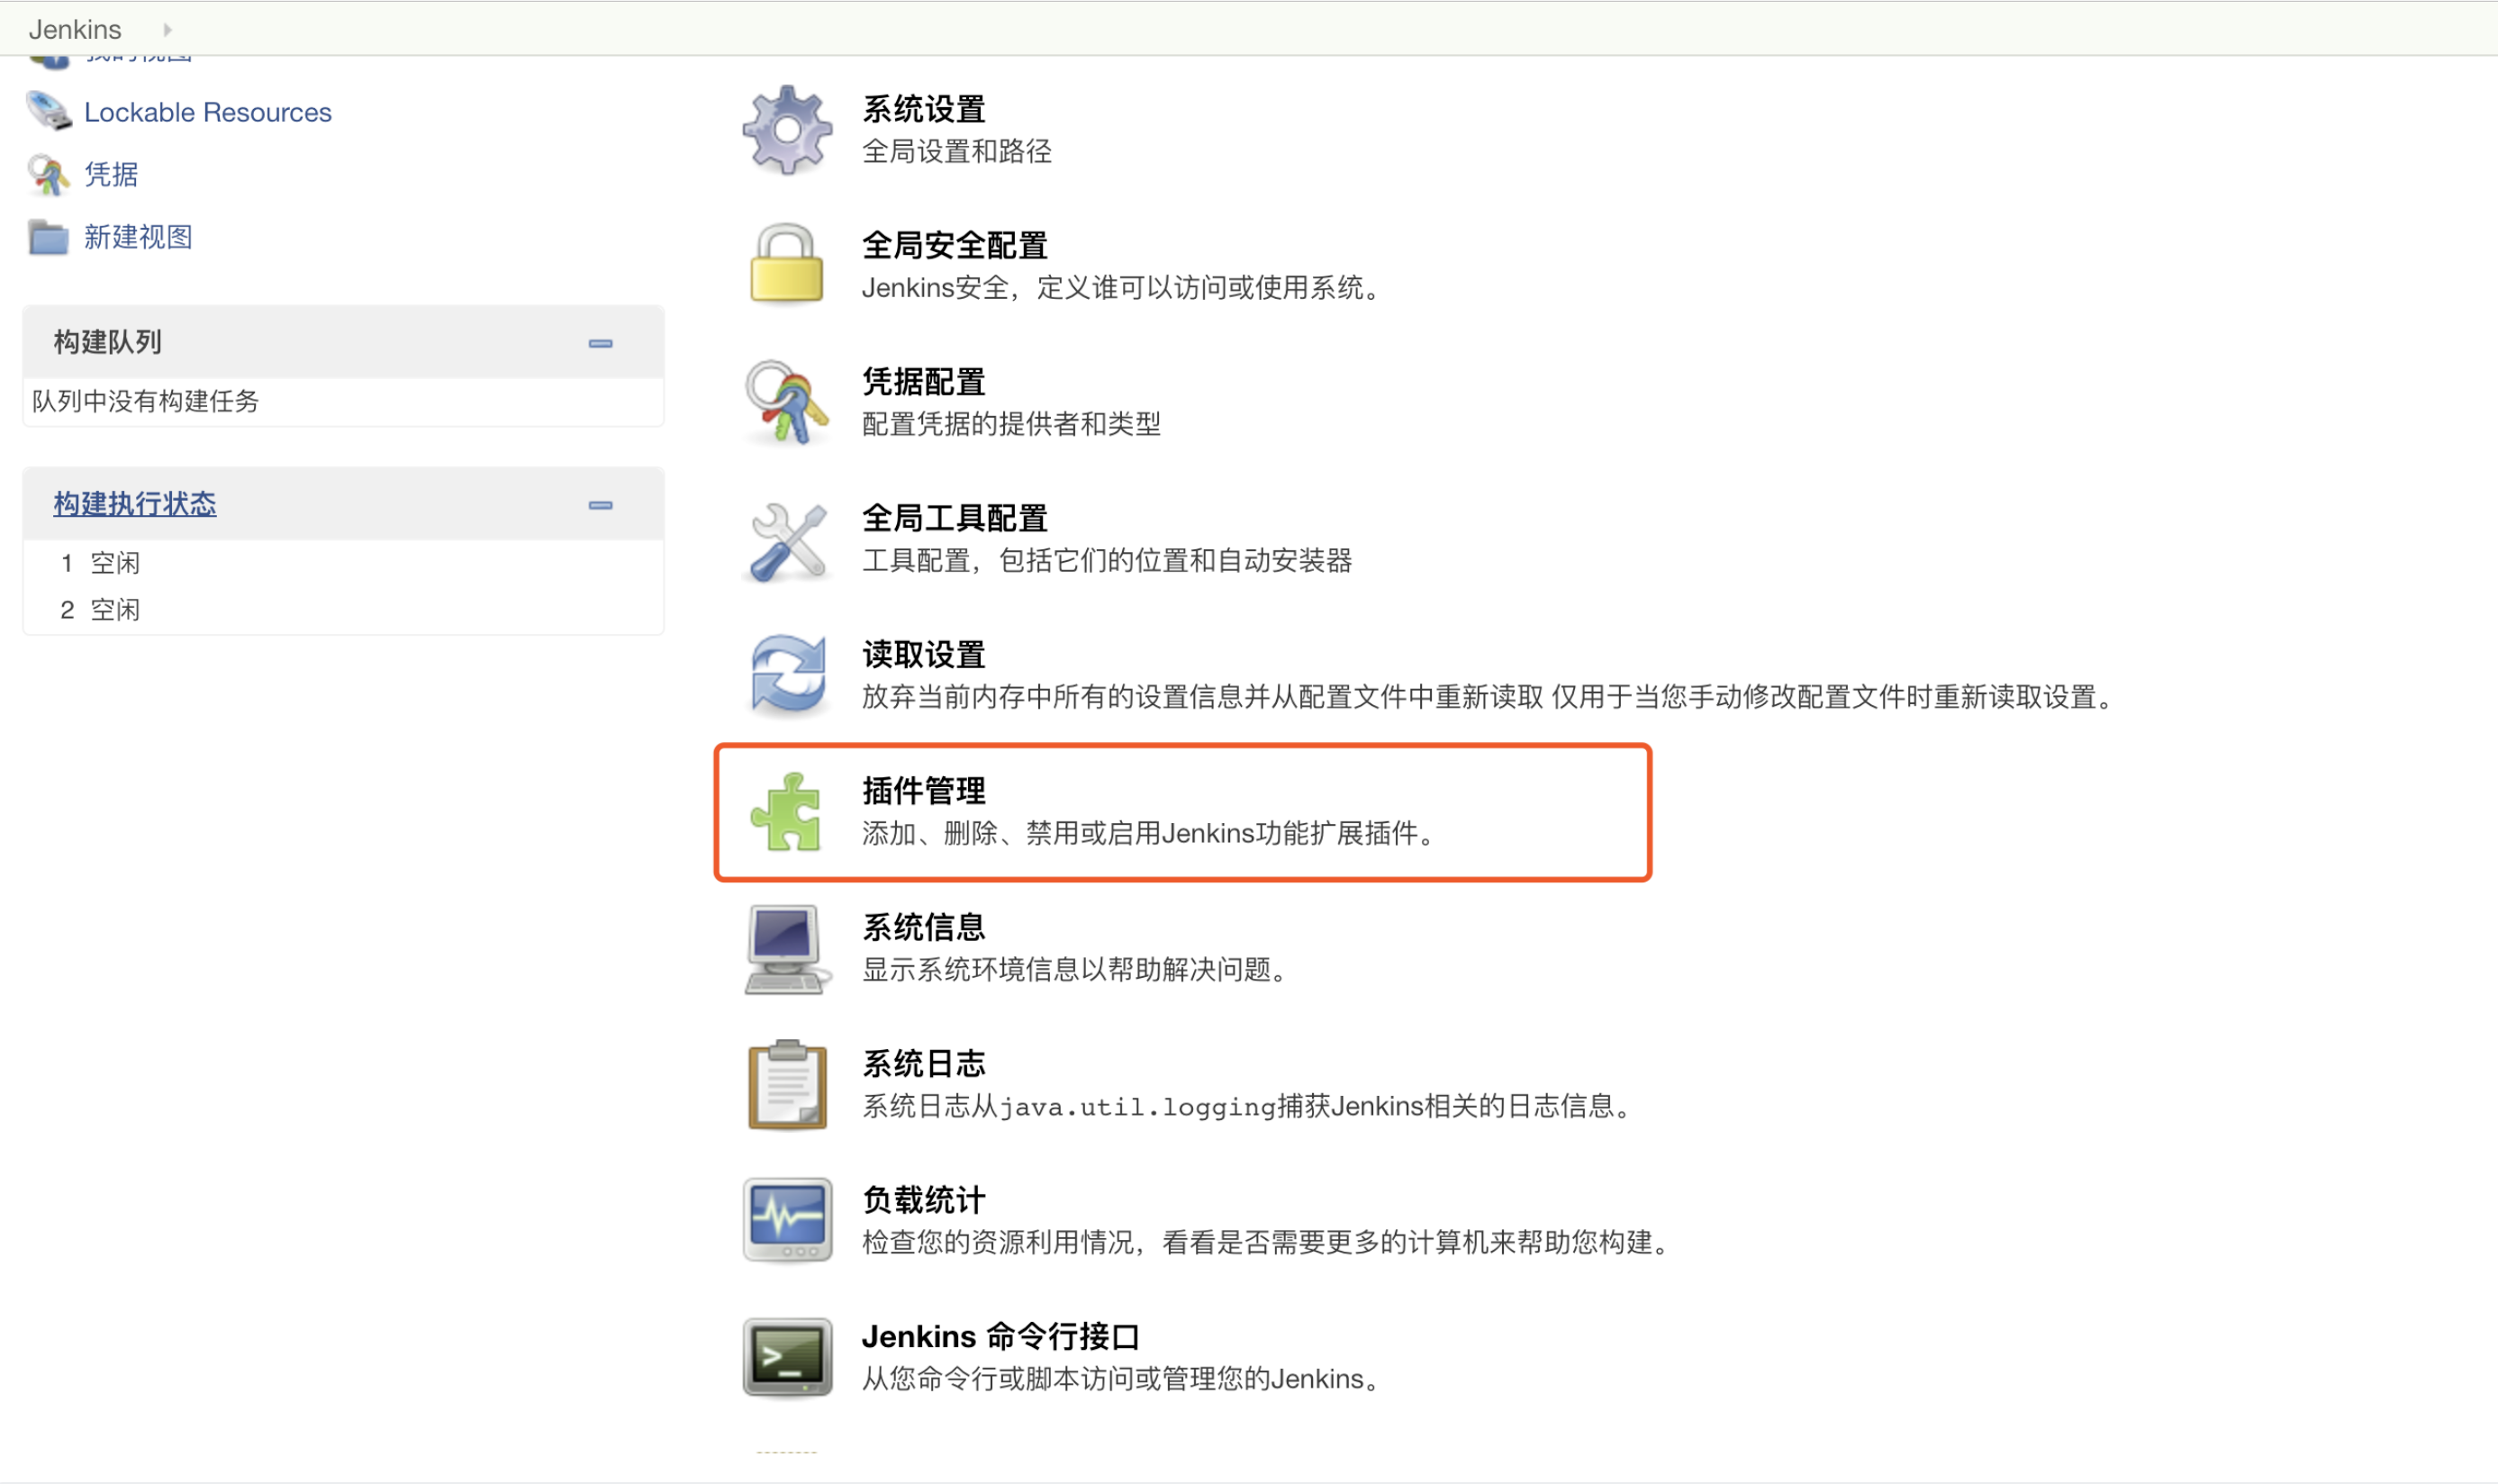 Jenkins
Lockable Resources
凭据
新建视图
构建队列
队列中没有构建任务
构建执行状态
1 空闲
2 空闲
系统设置
全局设置和路径
全局安全配置
Jenkins安全，定义谁可以访问或使用系统。
凭据配置
配置凭据的提供者和类型
全局工具配置
工具配置，包括它们的位置和自动安装器
读取设置
放弃当前内存中所有的设置信息并从配置文件中重新读取 仅用于当您手动修改配置文件时重新读取设置。
插件管理
添加、删除、禁用或启用Jenkins功能扩展插件。
系统信息
显示系统环境信息以帮助解决问题。
系统日志
系统日志从java.util.logging捕获Jenkins相关的日志信息。
负载统计
检查您的资源利用情况，看看是否需要更多的计算机来帮助您构建。
Jenkins 命令行接口
从您命令行或脚本访问或管理您的Jenkins。